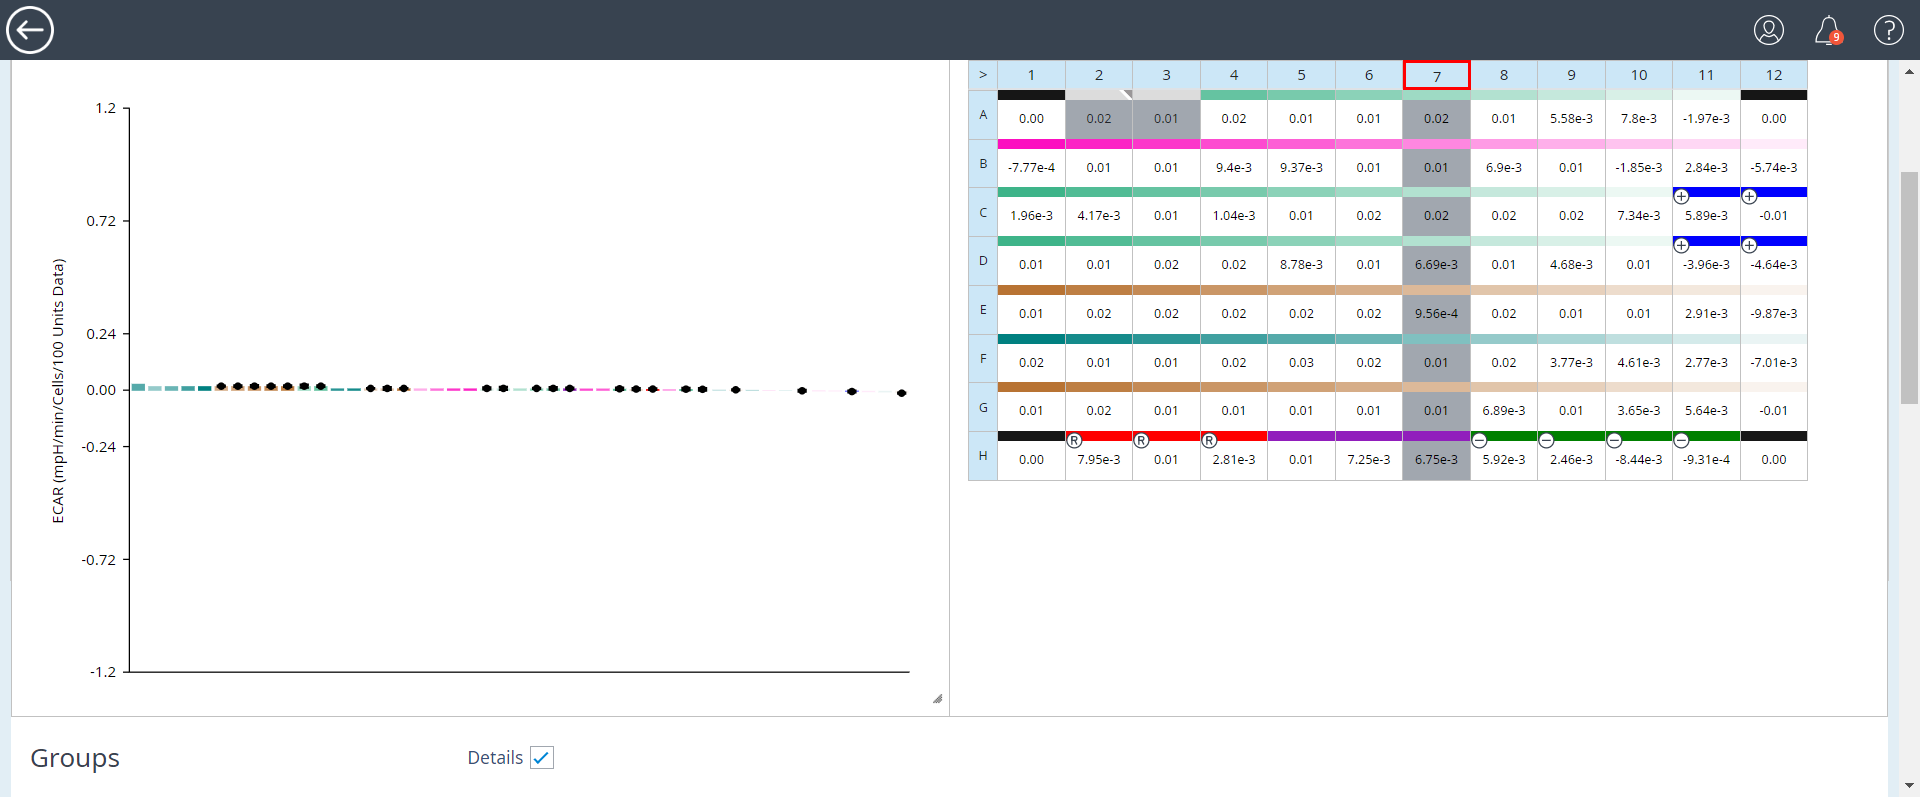 9
?
1.2
0.72
0.24
0.00
-0.24
-0.72
-1.2
ECAR (mpH/min/Cells/100 Units Data)
> 1 2 3 4 5 6 7 8 9 10 11 12
A 0.00 0.02 0.01 0.02 0.01 0.01 0.02 0.01 5.58e-3 7.8e-3 -1.97e-3 0.00
B -7.77e-4 0.01 0.01 9.4e-3 9.37e-3 0.01 0.01 6.9e-3 0.01 -1.85e-3 2.84e-3 -5.74e-3
+ +
C 1.96e-3 4.17e-3 0.01 1.04e-3 0.01 0.02 0.02 0.02 0.02 7.34e-3 5.89e-3 -0.01
+ +
D 0.01 0.01 0.02 0.02 8.78e-3 0.01 6.69e-3 0.01 4.68e-3 0.01 -3.96e-3 -4.64e-3
E 0.01 0.02 0.02 0.02 0.02 0.02 9.56e-4 0.02 0.01 0.01 2.91e-3 -9.87e-3
F 0.02 0.01 0.01 0.02 0.03 0.02 0.01 0.02 3.77e-3 4.61e-3 2.77e-3 -7.01e-3
G 0.01 0.02 0.01 0.01 0.01 0.01 0.01 6.89e-3 0.01 3.65e-3 5.64e-3 -0.01
R R R − − − −
H 0.00 7.95e-3 0.01 2.81e-3 0.01 7.25e-3 6.75e-3 5.92e-3 2.46e-3 -8.44e-3 -9.31e-4 0.00
Groups
Details